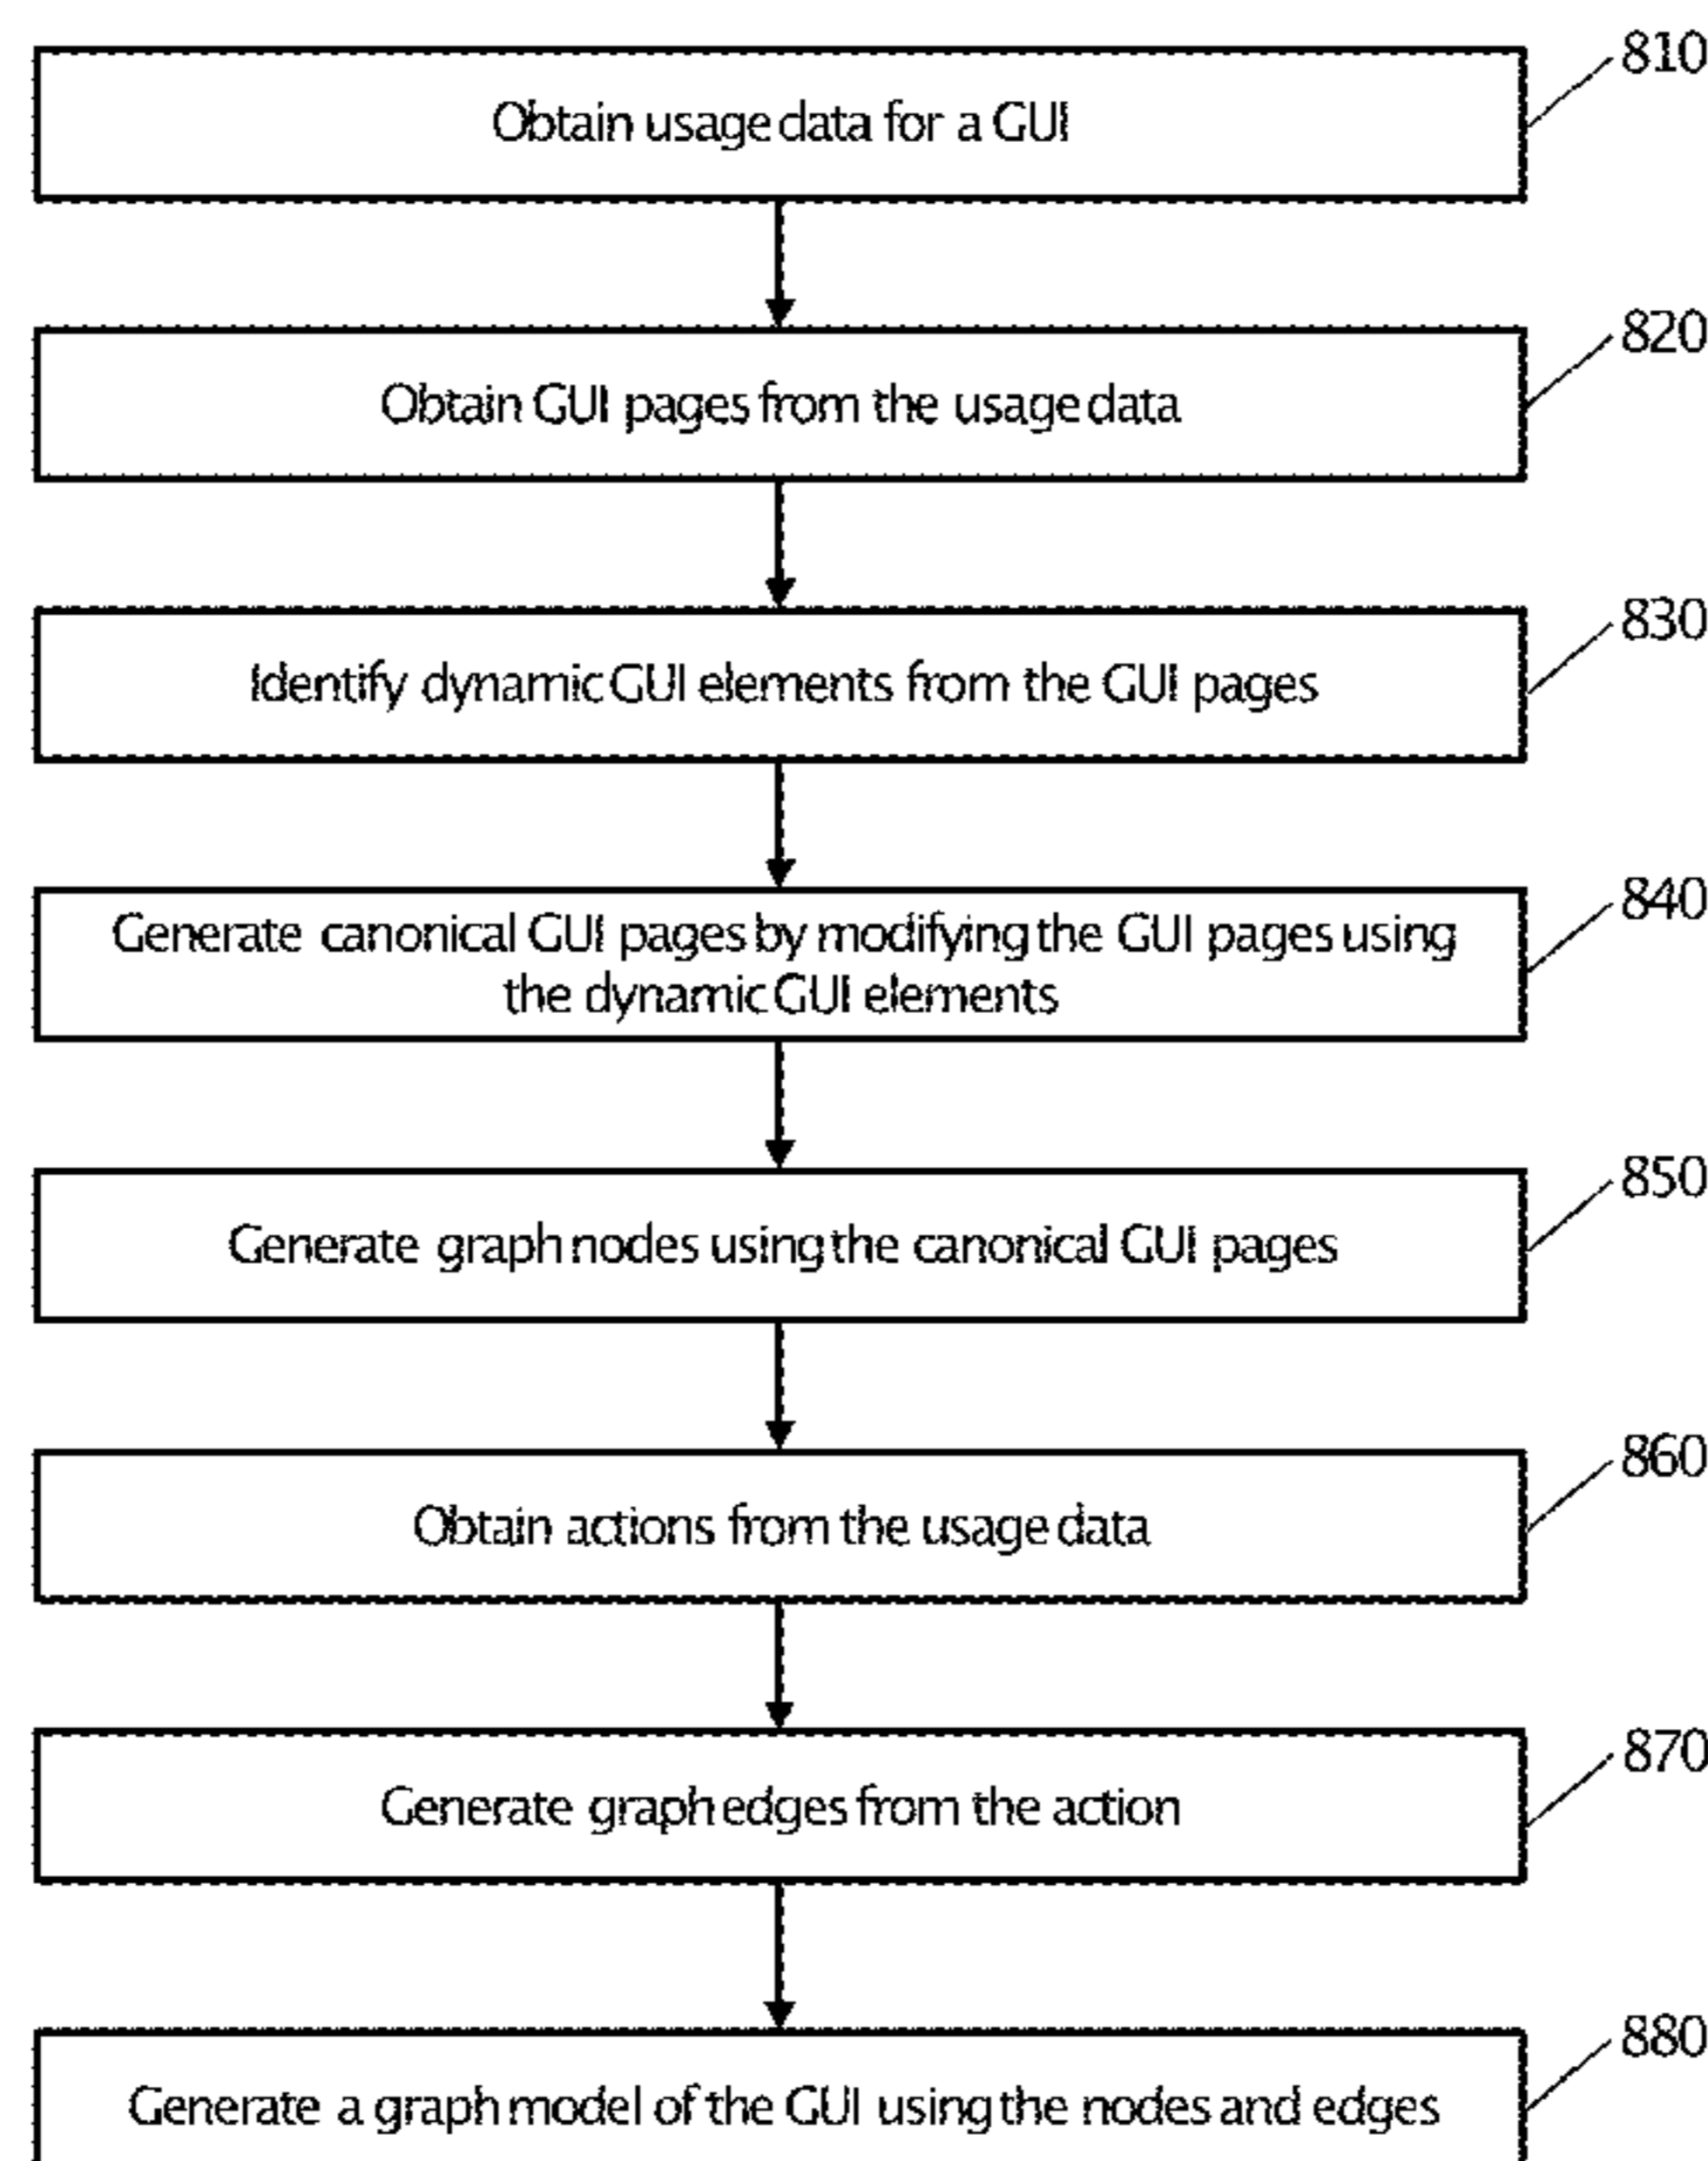 810
Obtain usage data for a GUI
820
Obtain GUI pages from the usage data
830
Identify dynamic GUI elements from the GUI pages
840
Generate canonical GUI pages by modifying the GUI pages using
the dynamic GUI elements
850
Generate graph nodes using the canonical GUI pages
860
Obtain actions from the usage data
870
Generate graph edges from the action
880
Generate a graph model of the GUI using the nodes and edges